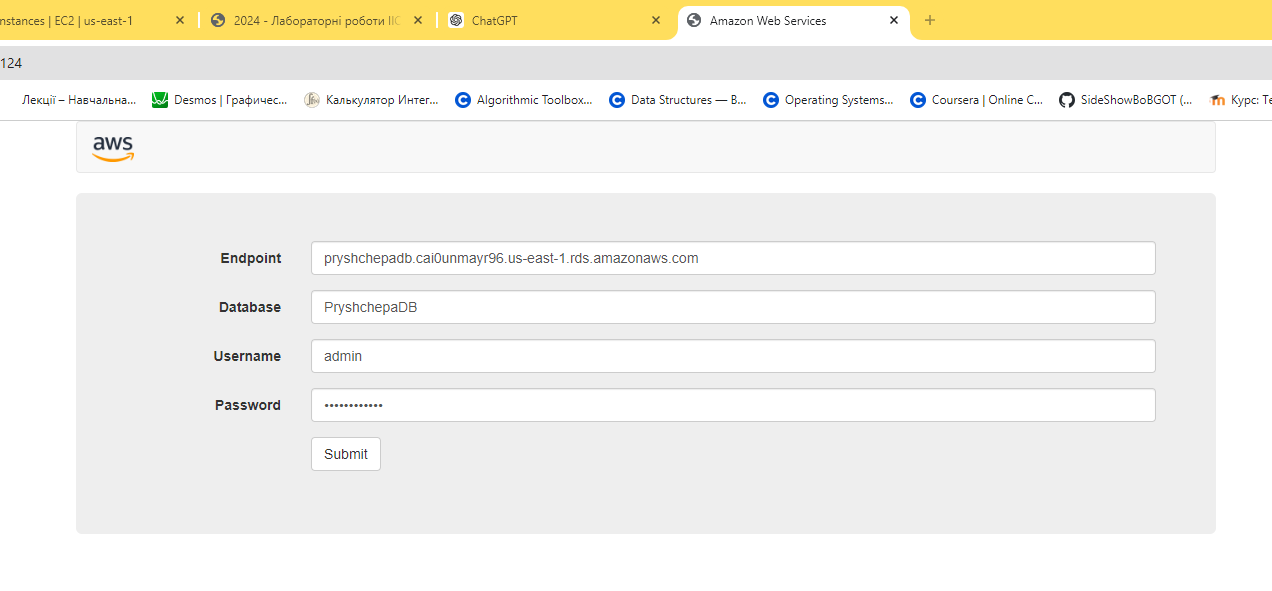 nstances | EC2 | us-east-1
2024 - Лабораторні роботи ІІС
ChatGPT
Amazon Web Services
124
Лекції – Навчальна...
Desmos | Графичес...
Калькулятор Интег...
Algorithmic Toolbox...
Data Structures — B...
Operating Systems...
Coursera | Online C...
SideShowBoBGOT (...
Курс: Те
aws
Endpoint pryshchepadb.cai0unmayr96.us-east-1.rds.amazonaws.com
Database PryshchepaDB
Username admin
Password ••••••••••••
Submit